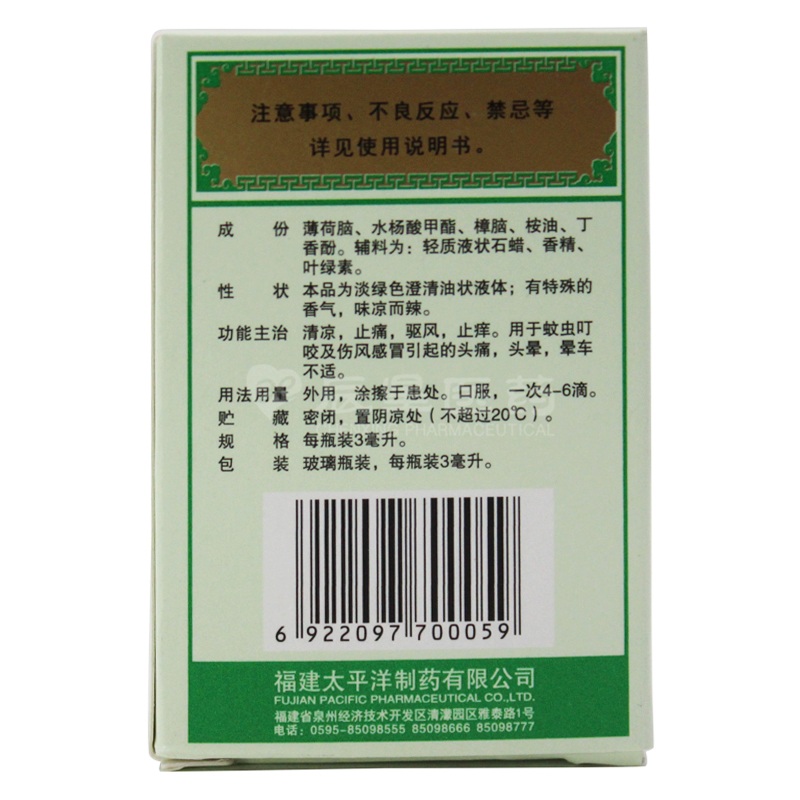 注意事项、不良反应、禁忌等
详见使用说明书。
成 份 薄荷脑、水杨酸甲酯、樟脑、桉油、丁
香酚。辅料为：轻质液状石蜡、香精、
叶绿素。
性 状 本品为淡绿色澄清油状液体；有特殊的
香气，味凉而辣。
功能主治 清凉，止痛，驱风，止痒。用于蚊虫叮
咬及伤风感冒引起的头痛，头晕，晕车
不适。
用法用量 外用，涂擦于患处。口服，一次4-6滴。
贮 藏 密闭，置阴凉处（不超过20℃）。
规 格 每瓶装3毫升。
包 装 玻璃瓶装，每瓶装3毫升。
6 922097 700059
福建太平洋制药有限公司
FUJIAN PACIFIC PHARMACEUTICAL CO.,LTD.
福建省泉州经济技术开发区清濛园区雅泰路1号
电话：0595-85098555 85098666 85098777